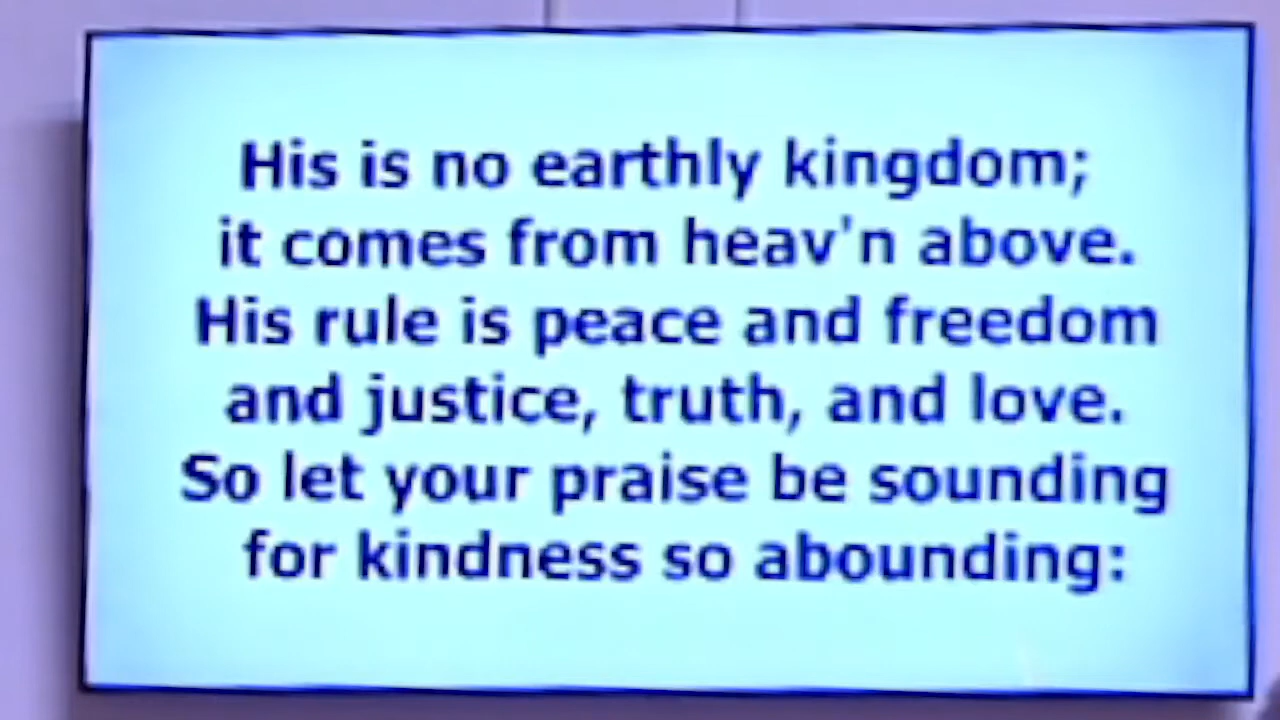 His is no earthly kingdom;
it comes from heav'n above.
His rule is peace and freedom
and justice, truth, and love.
So let your praise be sounding
for kindness so abounding: